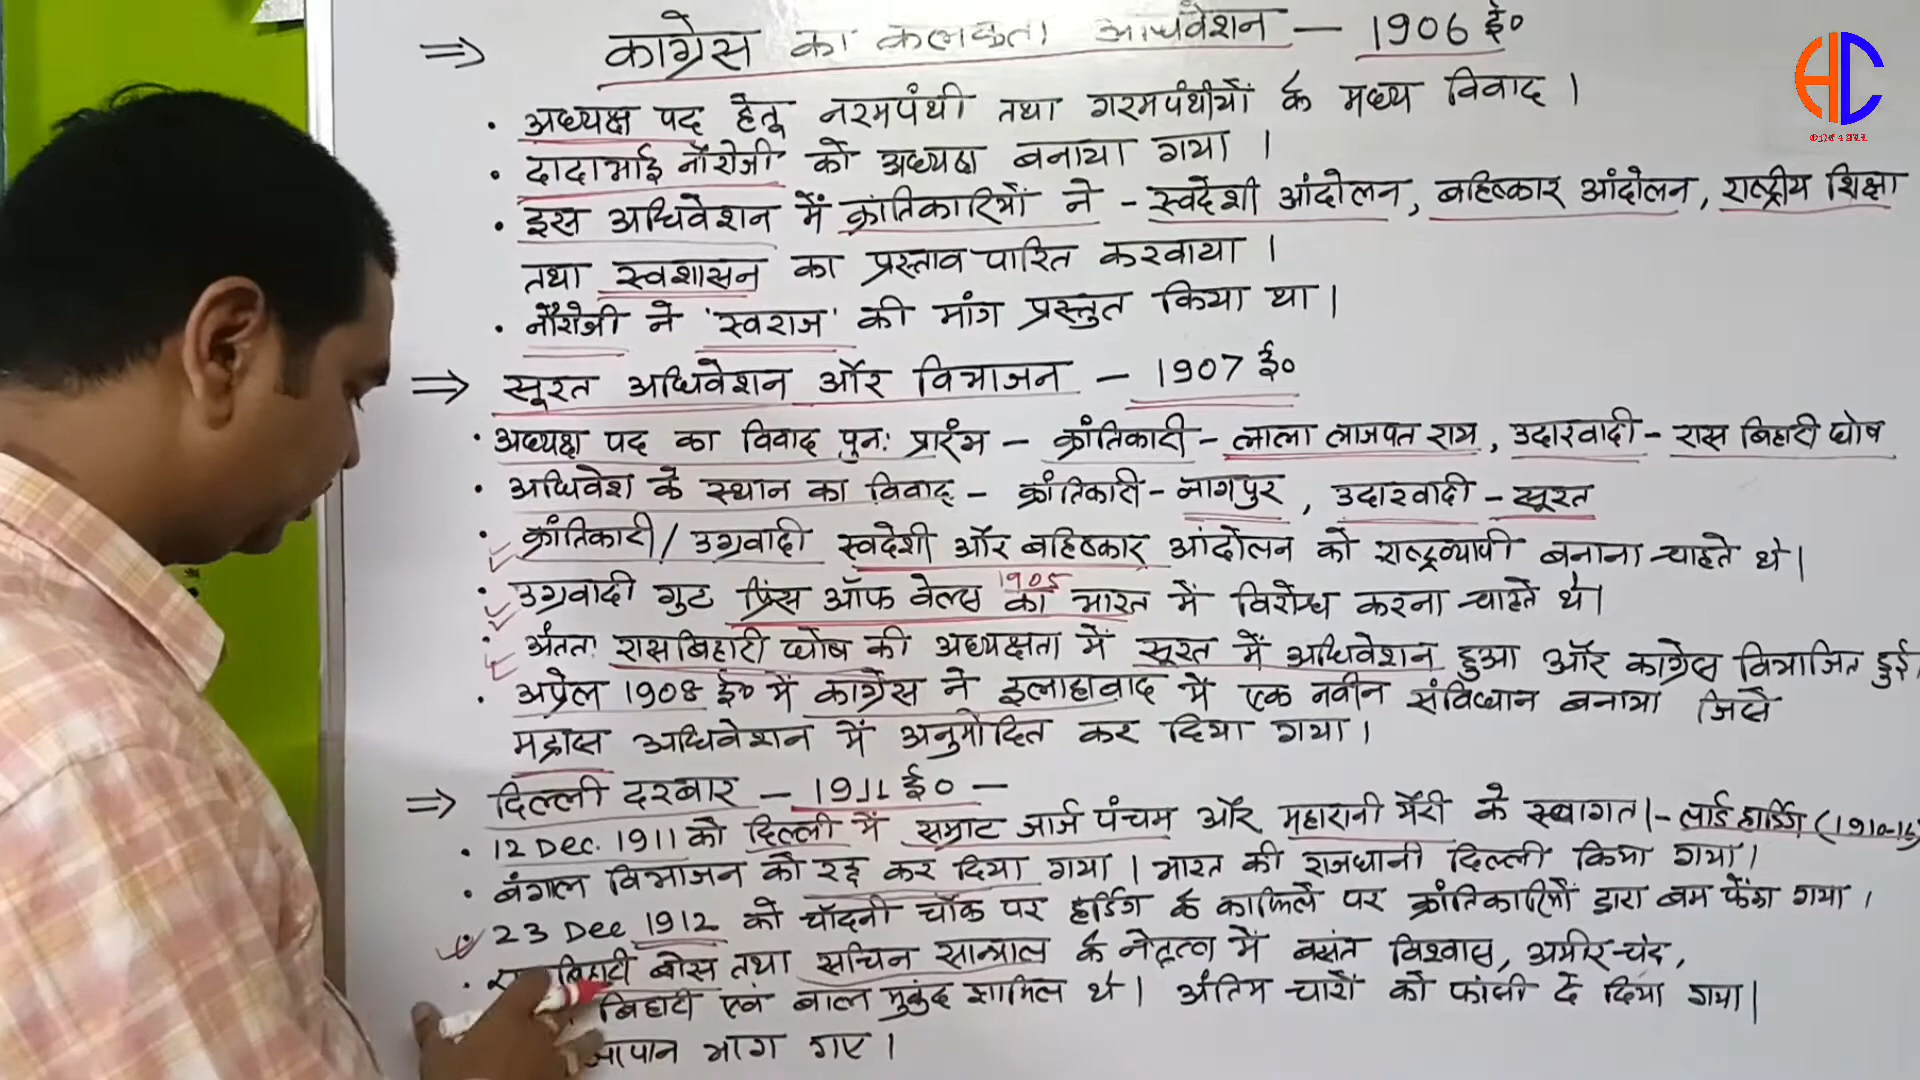 ⇒ कांग्रेस का कलकत्ता अधिवेशन — 1906 ई०
HC
• अध्यक्ष पद हेतू नरमपंथी तथा गरमपंथीयों के मध्य विवाद।
• दादाभाई नौरोजी को अध्यक्ष बनाया गया।
• इस अधिवेशन में क्रांतिकारियों ने - स्वदेशी आंदोलन, बहिष्कार आंदोलन, राष्ट्रीय शिक्षा
तथा स्वशासन का प्रस्ताव पारित करवाया।
• नौरोजी ने 'स्वराज' की मांग प्रस्तुत किया था।
⇒ सूरत अधिवेशन और विभाजन — 1907 ई०
• अध्यक्ष पद का विवाद पुनः प्रारंभ - क्रांतिकारी - लाला लाजपत राय, उदारवादी - रास बिहारी घोष
• अधिवेश के स्थान का विवाद - क्रांतिकारी - नागपुर, उदारवादी - सूरत
• क्रांतिकारी/उग्रवादी स्वदेशी और बहिष्कार आंदोलन को राष्ट्रव्यापी बनाना चाहते थे।
1905
• उग्रवादी गुट प्रिंस ऑफ वेल्स का भारत में विरोध करना चाहते थे।
• अंततः रासबिहारी घोष की अध्यक्षता में सूरत में अधिवेशन हुआ और कांग्रेस विभाजित हुई।
• अप्रैल 1908 ई० में कांग्रेस ने इलाहावाद में एक नवीन संविधान बनाया जिसे
मद्रास अधिवेशन में अनुमोदित कर दिया गया।
⇒ दिल्ली दरबार — 1911 ई० —
• 12 Dec. 1911 को दिल्ली में सम्राट जार्ज पंचम और महारानी मैरी के स्वागत।- लार्ड हार्डिंग (1910-16)
• बंगाल विभाजन को रद्द कर दिया गया। भारत की राजधानी दिल्ली किया गया।
• 23 Dec 1912 को चाँदनी चौक पर हार्डिंग के काफिले पर क्रांतिकारियों द्वारा बम फेंका गया।
• बिहारी बोस तथा सचिन सान्याल के नेतृत्व में बसंत विश्वास, अमीर-चंद,
बिहारी एवं बाल मुकुंद शामिल थे। अंतिम चारों को फांसी दे दिया गया।
जापान भाग गए।